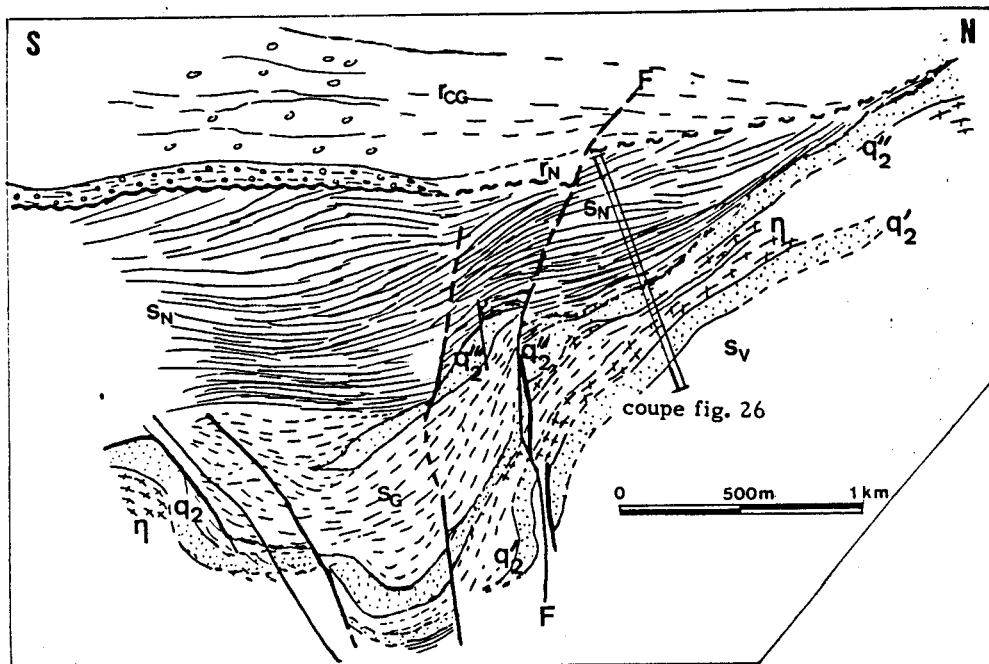 S N
F
r_CG
r_N
s_N
q''_2
η
q'_2
s_N
s_V
q'''_2
q''_2
coupe fig. 26
s_G
0 500m 1 km
η q_2
q'_2
F